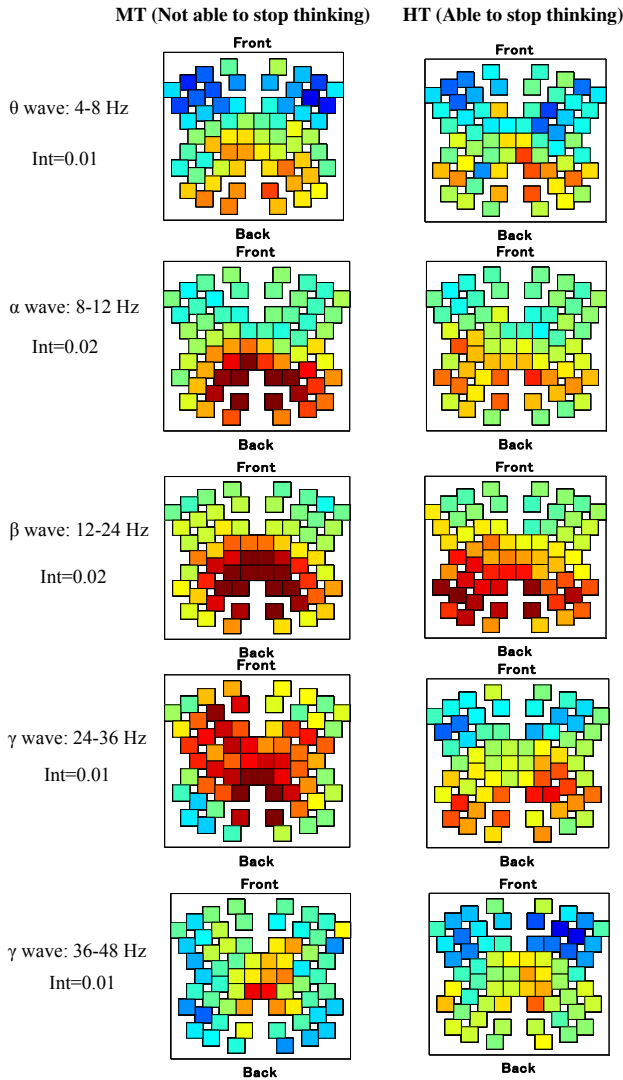 MT (Not able to stop thinking) HT (Able to stop thinking)
Front Front
θ wave: 4-8 Hz
Int=0.01
Back Back
Front Front
α wave: 8-12 Hz
Int=0.02
Back Back
Front Front
β wave: 12-24 Hz
Int=0.02
Back Back
Front Front
γ wave: 24-36 Hz
Int=0.01
Back Back
Front Front
γ wave: 36-48 Hz
Int=0.01
Back Back